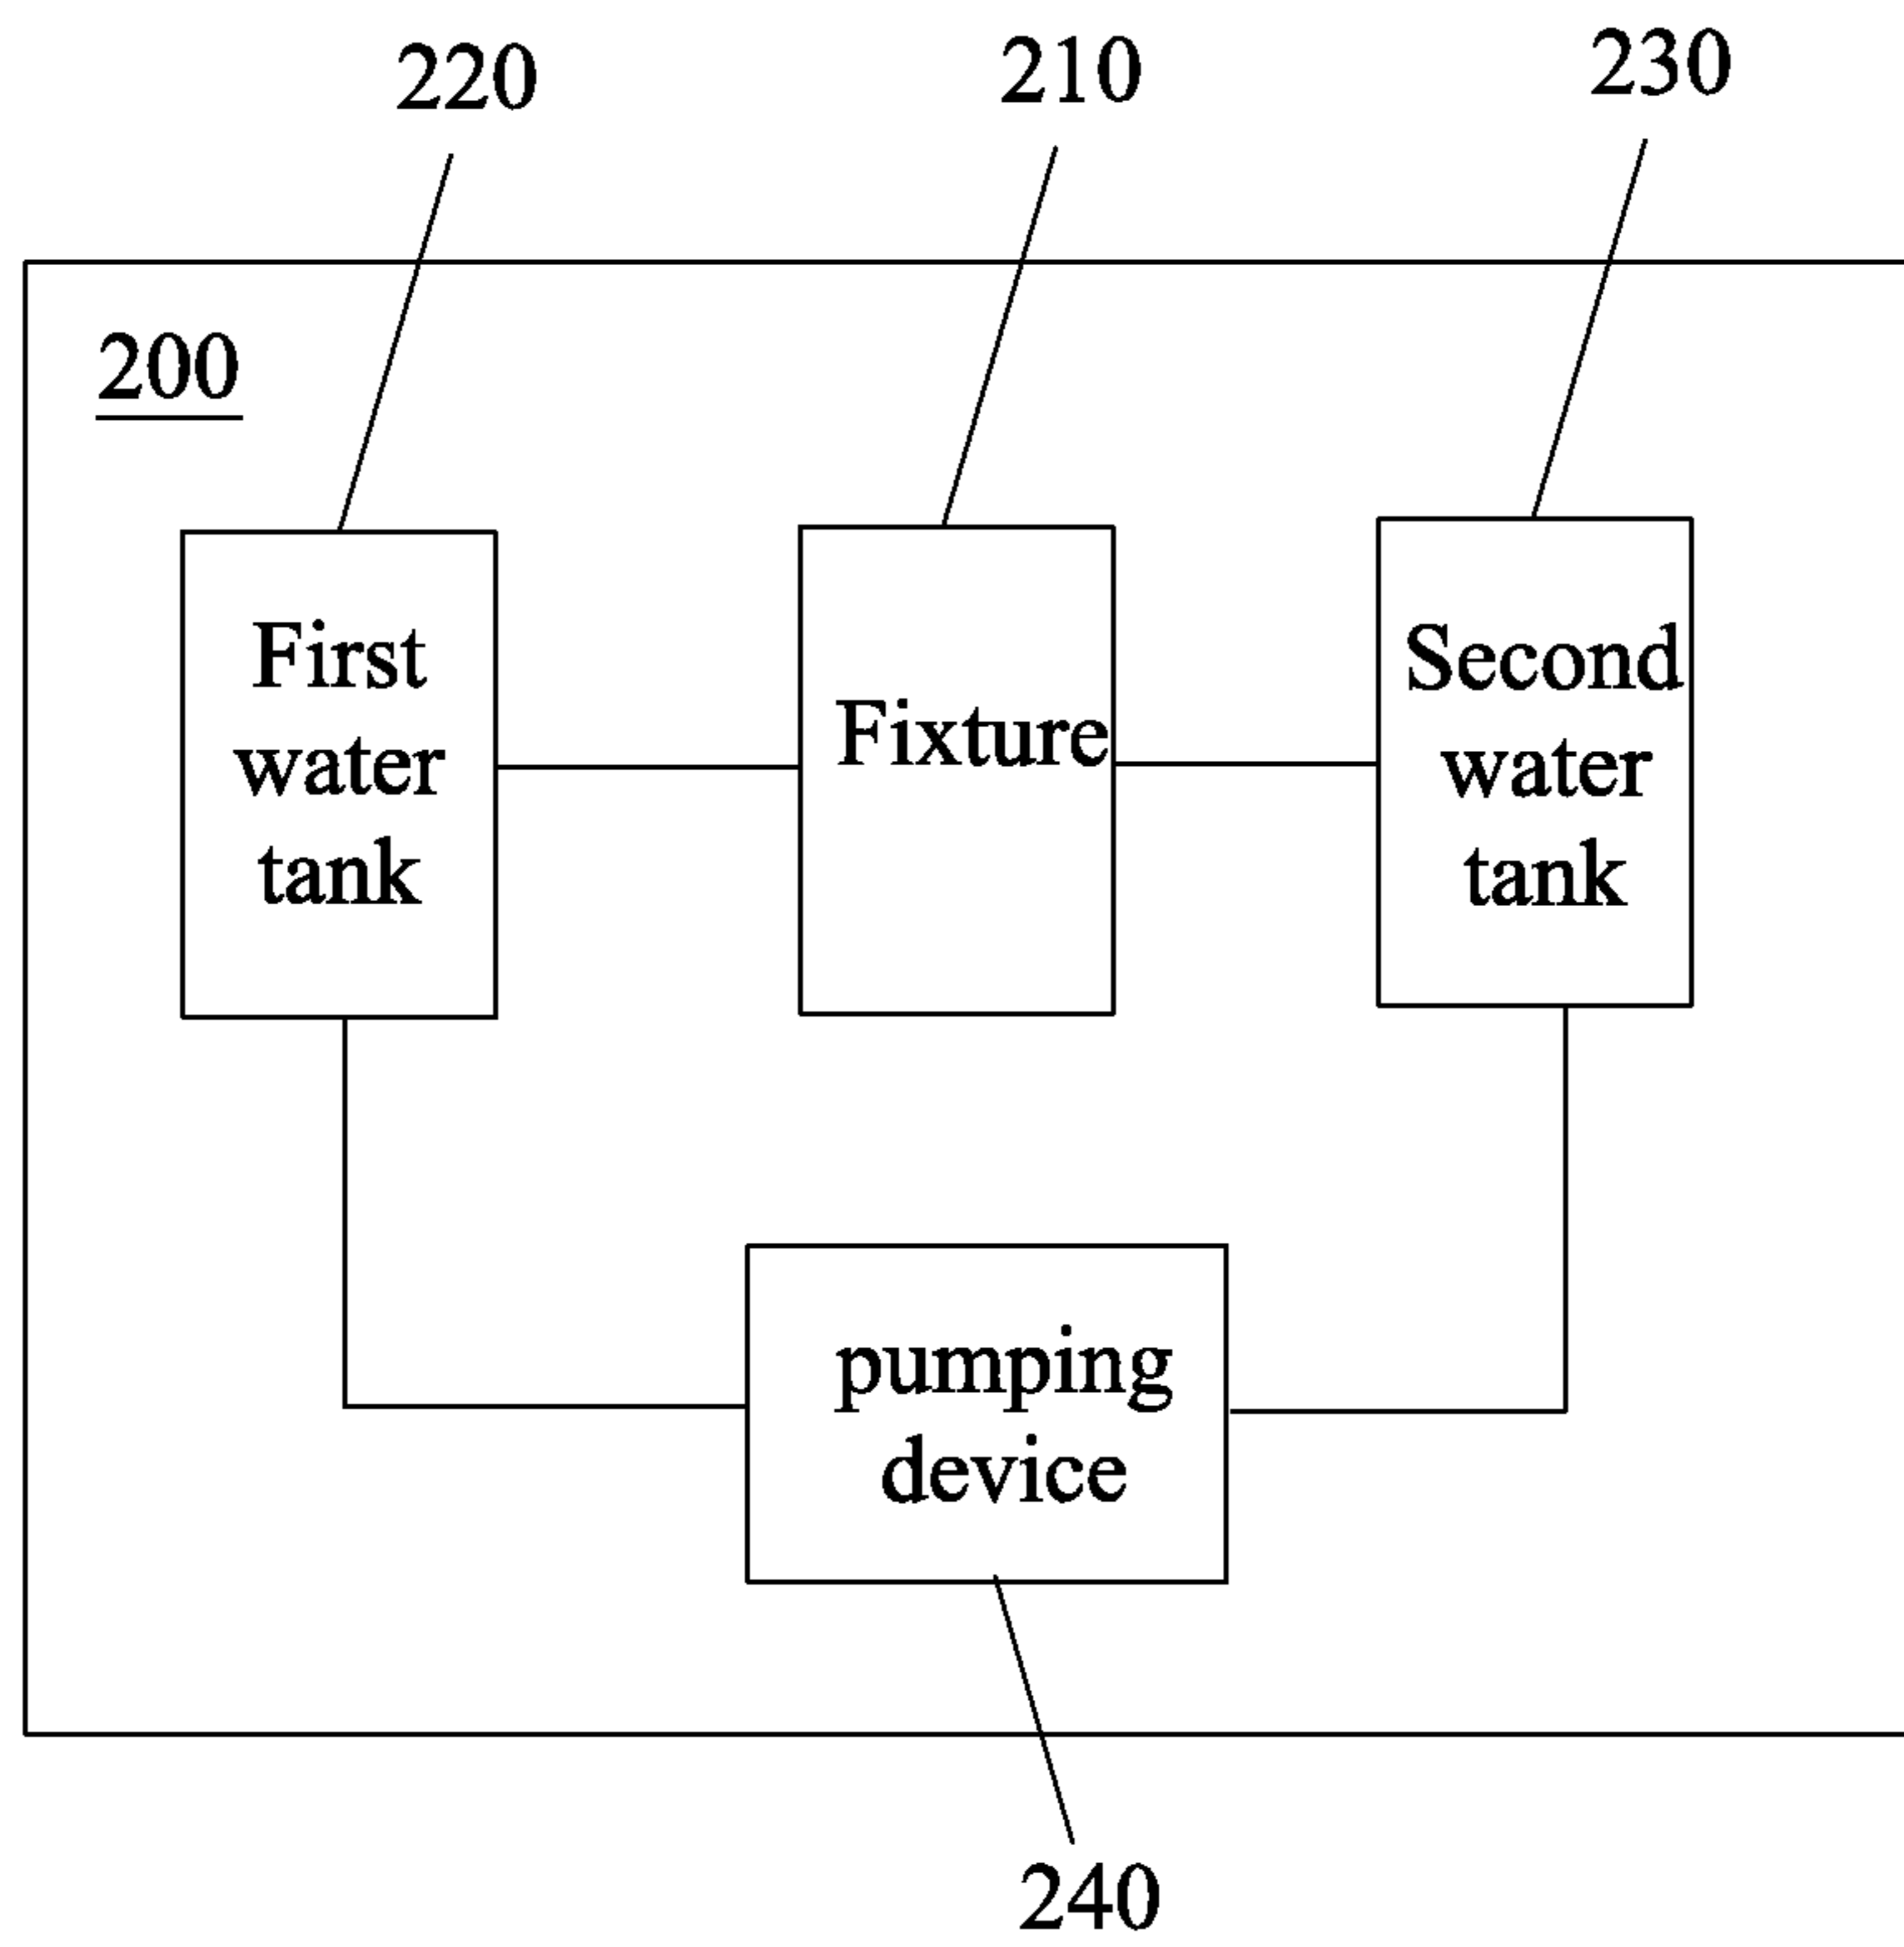 220
210
230
200
First
water
tank
Fixture
Second
water
tank
pumping
device
240